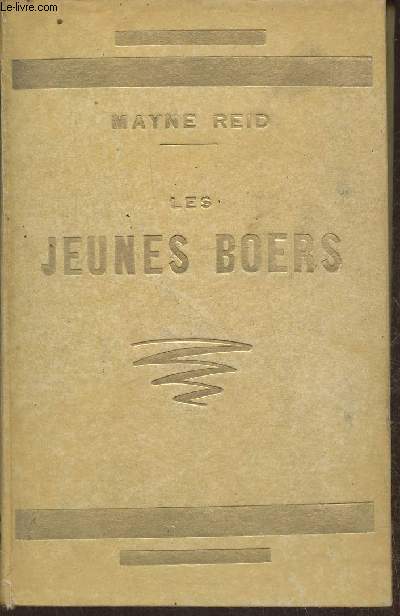 Le-livre.com
MAYNE REID
LES
JEUNES BOERS